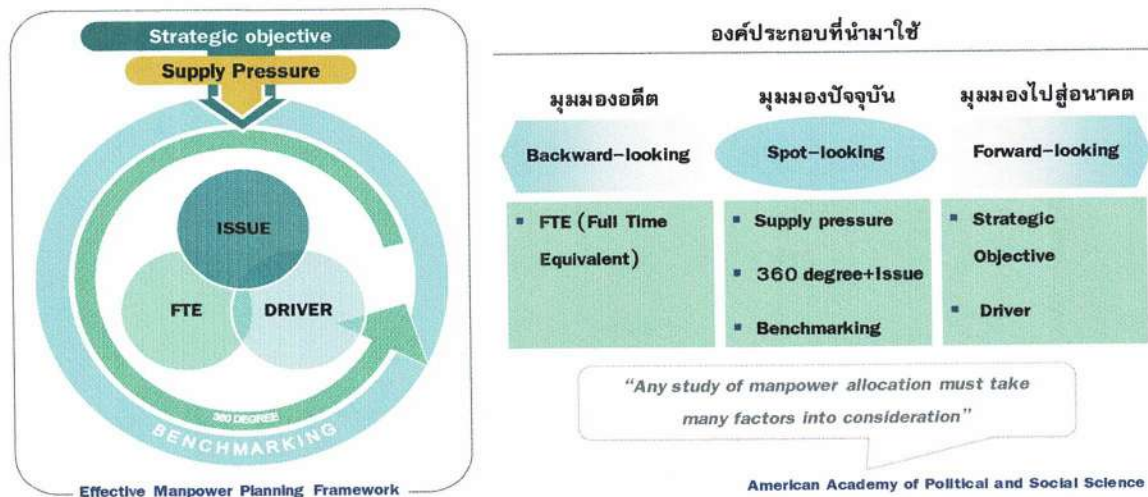 Strategic objective
Supply Pressure
ISSUE
FTE
DRIVER
360 DEGREE
BENCHMARKING
Effective Manpower Planning Framework
องค์ประกอบที่นำมาใช้
มุมมองอดีต
มุมมองปัจจุบัน
มุมมองไปสู่อนาคต
Backward-looking
Spot-looking
Forward-looking
▪ FTE (Full Time
Equivalent)
▪ Supply pressure
▪ 360 degree+Issue
▪ Benchmarking
▪ Strategic
Objective
▪ Driver
“Any study of manpower allocation must take
many factors into consideration”
American Academy of Political and Social Science